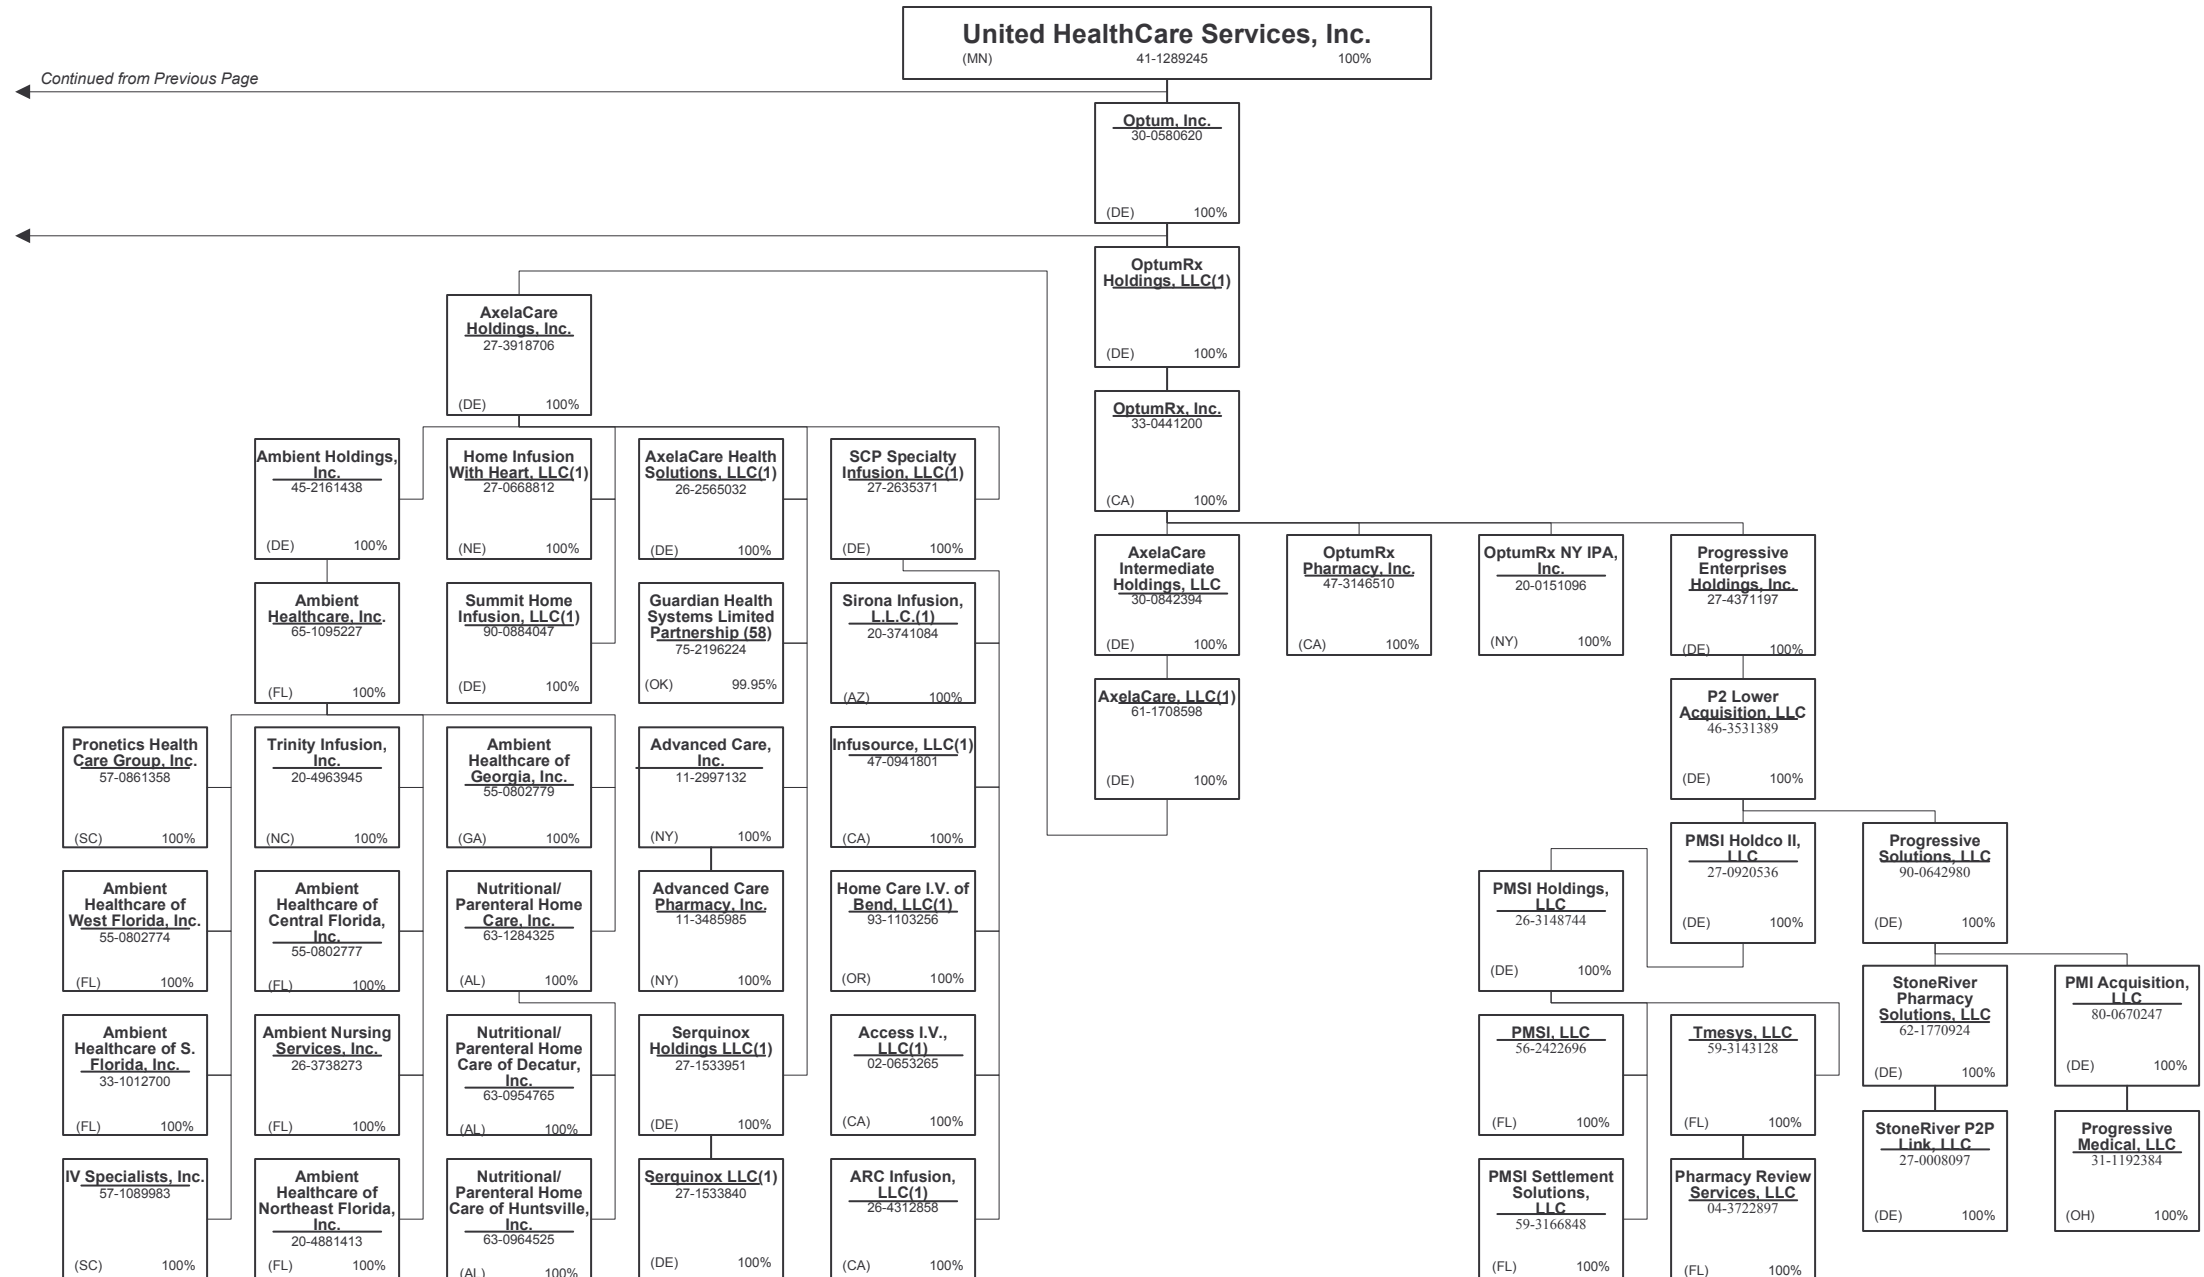 United HealthCare Services, Inc.
(MN) 41-1289245 100%
Continued from Previous Page
Optum, Inc.
30-0580620
(DE) 100%
OptumRx
Holdings, LLC(1)
(DE) 100%
AxelaCare
Holdings, Inc.
27-3918706
(DE) 100%
OptumRx, Inc.
33-0441200
(CA) 100%
Ambient Holdings,
Inc.
45-2161438
(DE) 100%
Home Infusion
With Heart, LLC(1)
27-0668812
(NE) 100%
AxelaCare Health
Solutions, LLC(1)
26-2565032
(DE) 100%
SCP Specialty
Infusion, LLC(1)
27-2635371
(DE) 100%
AxelaCare
Intermediate
Holdings, LLC
30-0842394
(DE) 100%
OptumRx
Pharmacy, Inc.
47-3146510
(CA) 100%
OptumRx NY IPA,
Inc.
20-0151096
(NY) 100%
Progressive
Enterprises
Holdings, Inc.
27-4371197
(DE) 100%
Ambient
Healthcare, Inc.
65-1095227
(FL) 100%
Summit Home
Infusion, LLC(1)
90-0884047
(DE) 100%
Guardian Health
Systems Limited
Partnership (58)
75-2196224
(OK) 99.95%
Sirona Infusion,
L.L.C.(1)
20-3741084
(AZ) 100%
AxelaCare, LLC(1)
61-1708598
(DE) 100%
P2 Lower
Acquisition, LLC
46-3531389
(DE) 100%
Pronetics Health
Care Group, Inc.
57-0861358
(SC) 100%
Trinity Infusion,
Inc.
20-4963945
(NC) 100%
Ambient
Healthcare of
Georgia, Inc.
55-0802779
(GA) 100%
Advanced Care,
Inc.
11-2997132
(NY) 100%
Infusource, LLC(1)
47-0941801
(CA) 100%
PMSI Holdco II,
LLC
27-0920536
(DE) 100%
Progressive
Solutions, LLC
90-0642980
(DE) 100%
Ambient
Healthcare of
West Florida, Inc.
55-0802774
(FL) 100%
Ambient
Healthcare of
Central Florida,
Inc.
55-0802777
(FL) 100%
Nutritional/
Parenteral Home
Care, Inc.
63-1284325
(AL) 100%
Advanced Care
Pharmacy, Inc.
11-3485985
(NY) 100%
Home Care I.V. of
Bend, LLC(1)
93-1103256
(OR) 100%
PMSI Holdings,
LLC
26-3148744
(DE) 100%
StoneRiver
Pharmacy
Solutions, LLC
62-1770924
(DE) 100%
PMI Acquisition,
LLC
80-0670247
(DE) 100%
Ambient
Healthcare of S.
Florida, Inc.
33-1012700
(FL) 100%
Ambient Nursing
Services, Inc.
26-3738273
(FL) 100%
Nutritional/
Parenteral Home
Care of Decatur,
Inc.
63-0954765
(AL) 100%
Serquinox
Holdings LLC(1)
27-1533951
(DE) 100%
Access I.V.,
LLC(1)
02-0653265
(CA) 100%
PMSI, LLC
56-2422696
(FL) 100%
Tmesys, LLC
59-3143128
(FL) 100%
StoneRiver P2P
Link, LLC
27-0008097
(DE) 100%
Progressive
Medical, LLC
31-1192384
(OH) 100%
IV Specialists, Inc.
57-1089983
(SC) 100%
Ambient
Healthcare of
Northeast Florida,
Inc.
20-4881413
(FL) 100%
Nutritional/
Parenteral Home
Care of Huntsville,
Inc.
63-0964525
(AL) 100%
Serquinox LLC(1)
27-1533840
(DE) 100%
ARC Infusion,
LLC(1)
26-4312858
(CA) 100%
PMSI Settlement
Solutions,
LLC
59-3166848
(FL) 100%
Pharmacy Review
Services, LLC
04-3722897
(FL) 100%